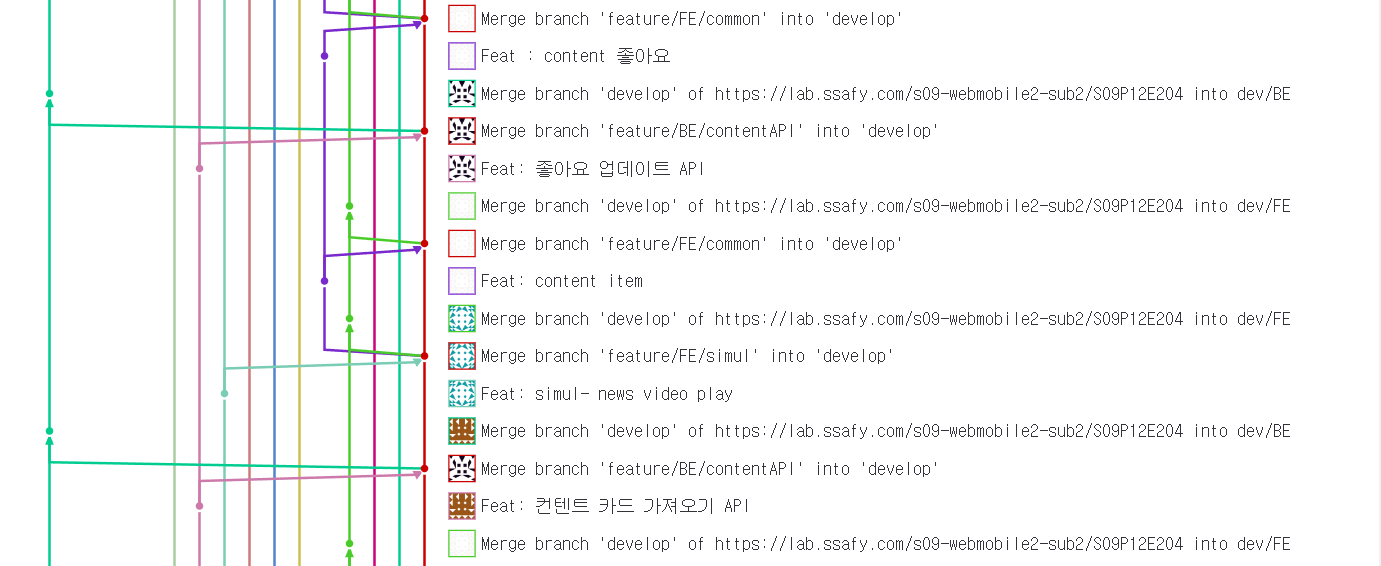 Merge branch 'feature/FE/common' into 'develop'
Feat : content 좋아요
Merge branch 'develop' of https://lab.ssafy.com/s09-webmobile2-sub2/S09P12E204 into dev/BE
Merge branch 'feature/BE/contentAPI' into 'develop'
Feat: 좋아요 업데이트 API
Merge branch 'develop' of https://lab.ssafy.com/s09-webmobile2-sub2/S09P12E204 into dev/FE
Merge branch 'feature/FE/common' into 'develop'
Feat: content item
Merge branch 'develop' of https://lab.ssafy.com/s09-webmobile2-sub2/S09P12E204 into dev/FE
Merge branch 'feature/FE/simul' into 'develop'
Feat: simul- news video play
Merge branch 'develop' of https://lab.ssafy.com/s09-webmobile2-sub2/S09P12E204 into dev/BE
Merge branch 'feature/BE/contentAPI' into 'develop'
Feat: 컨텐트 카드 가져오기 API
Merge branch 'develop' of https://lab.ssafy.com/s09-webmobile2-sub2/S09P12E204 into dev/FE